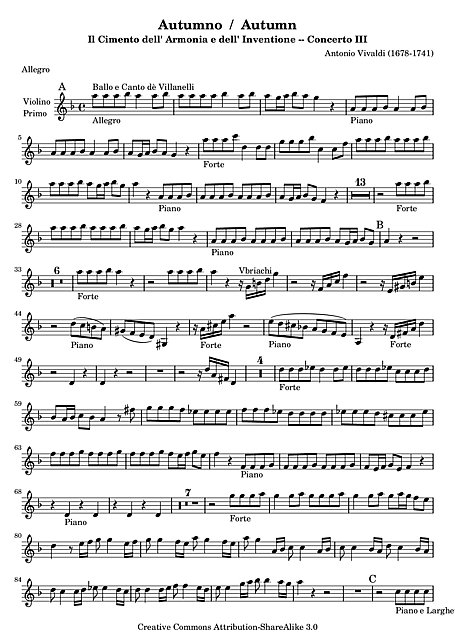 Autumno / Autumn
Il Cimento dell' Armonia e dell' Inventione -- Concerto III
Antonio Vivaldi (1678-1741)
Allegro
A
Ballo e Canto dè Villanelli
Violino
Primo
Allegro
Piano
5
Forte
10
13
Piano
Forte
28
B
Piano
33
6
Vbriachi
Forte
44
Piano
Forte
Piano
Forte
49
4
Piano
Forte
59
63
Piano
Forte
68
7
Piano
Forte
80
84
C
Piano e Larghe
Creative Commons Attribution-ShareAlike 3.0